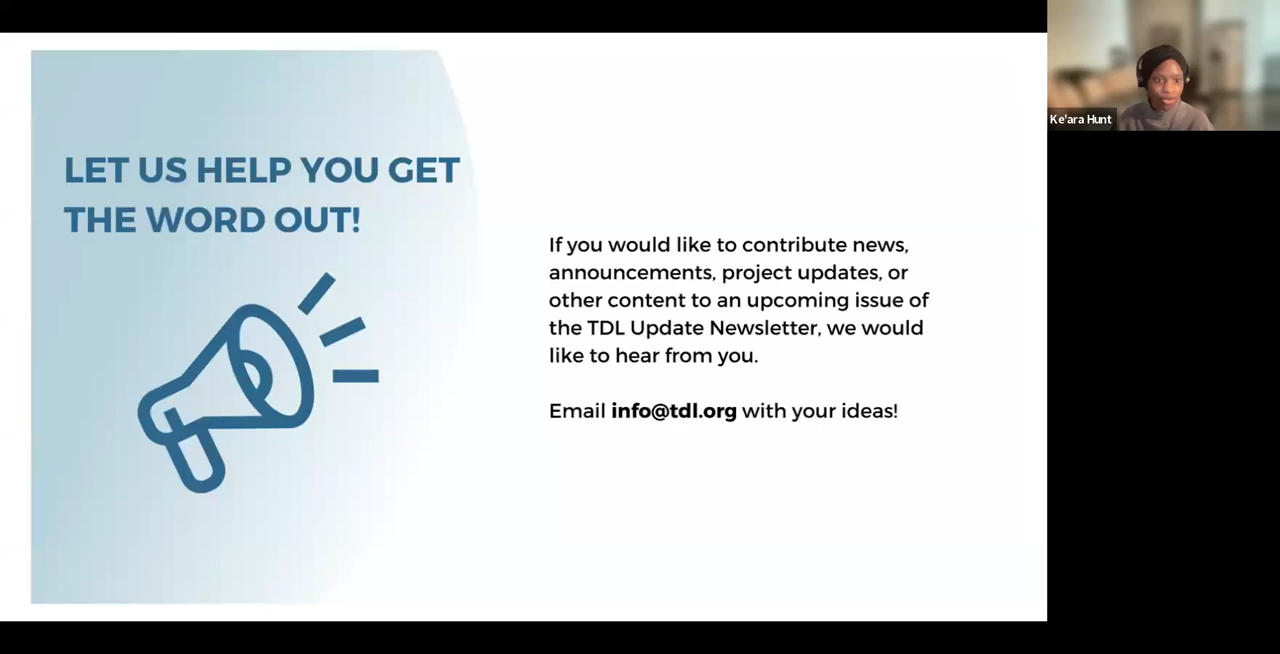 LET US HELP YOU GET
THE WORD OUT!
If you would like to contribute news,
announcements, project updates, or
other content to an upcoming issue of
the TDL Update Newsletter, we would
like to hear from you.
Email info@tdl.org with your ideas!
Ke'ara Hunt